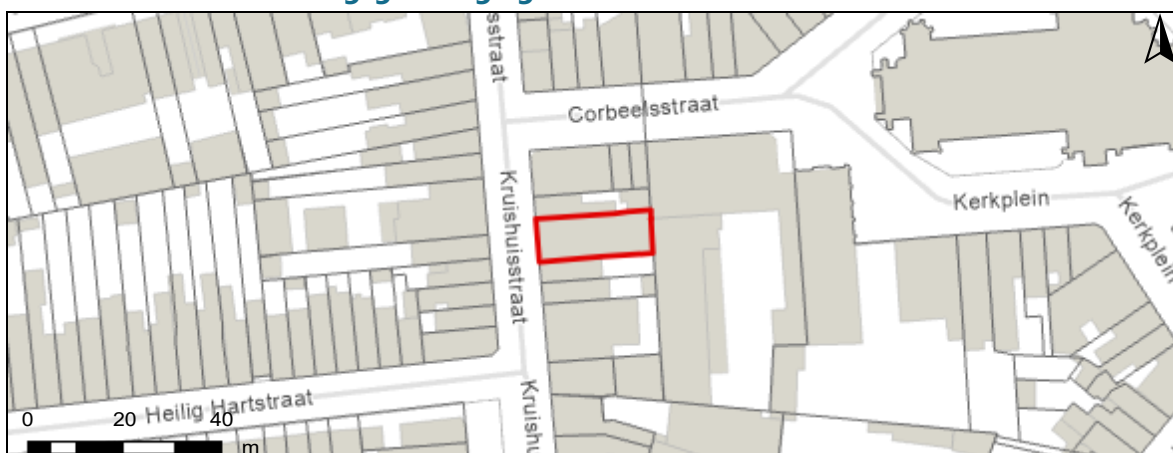 sstraat
Corbeelsstraat
Kerkplein
Kerkplein
Kruishuisstraat
Kruishu
Heilig Hartstraat
0 20 40
m